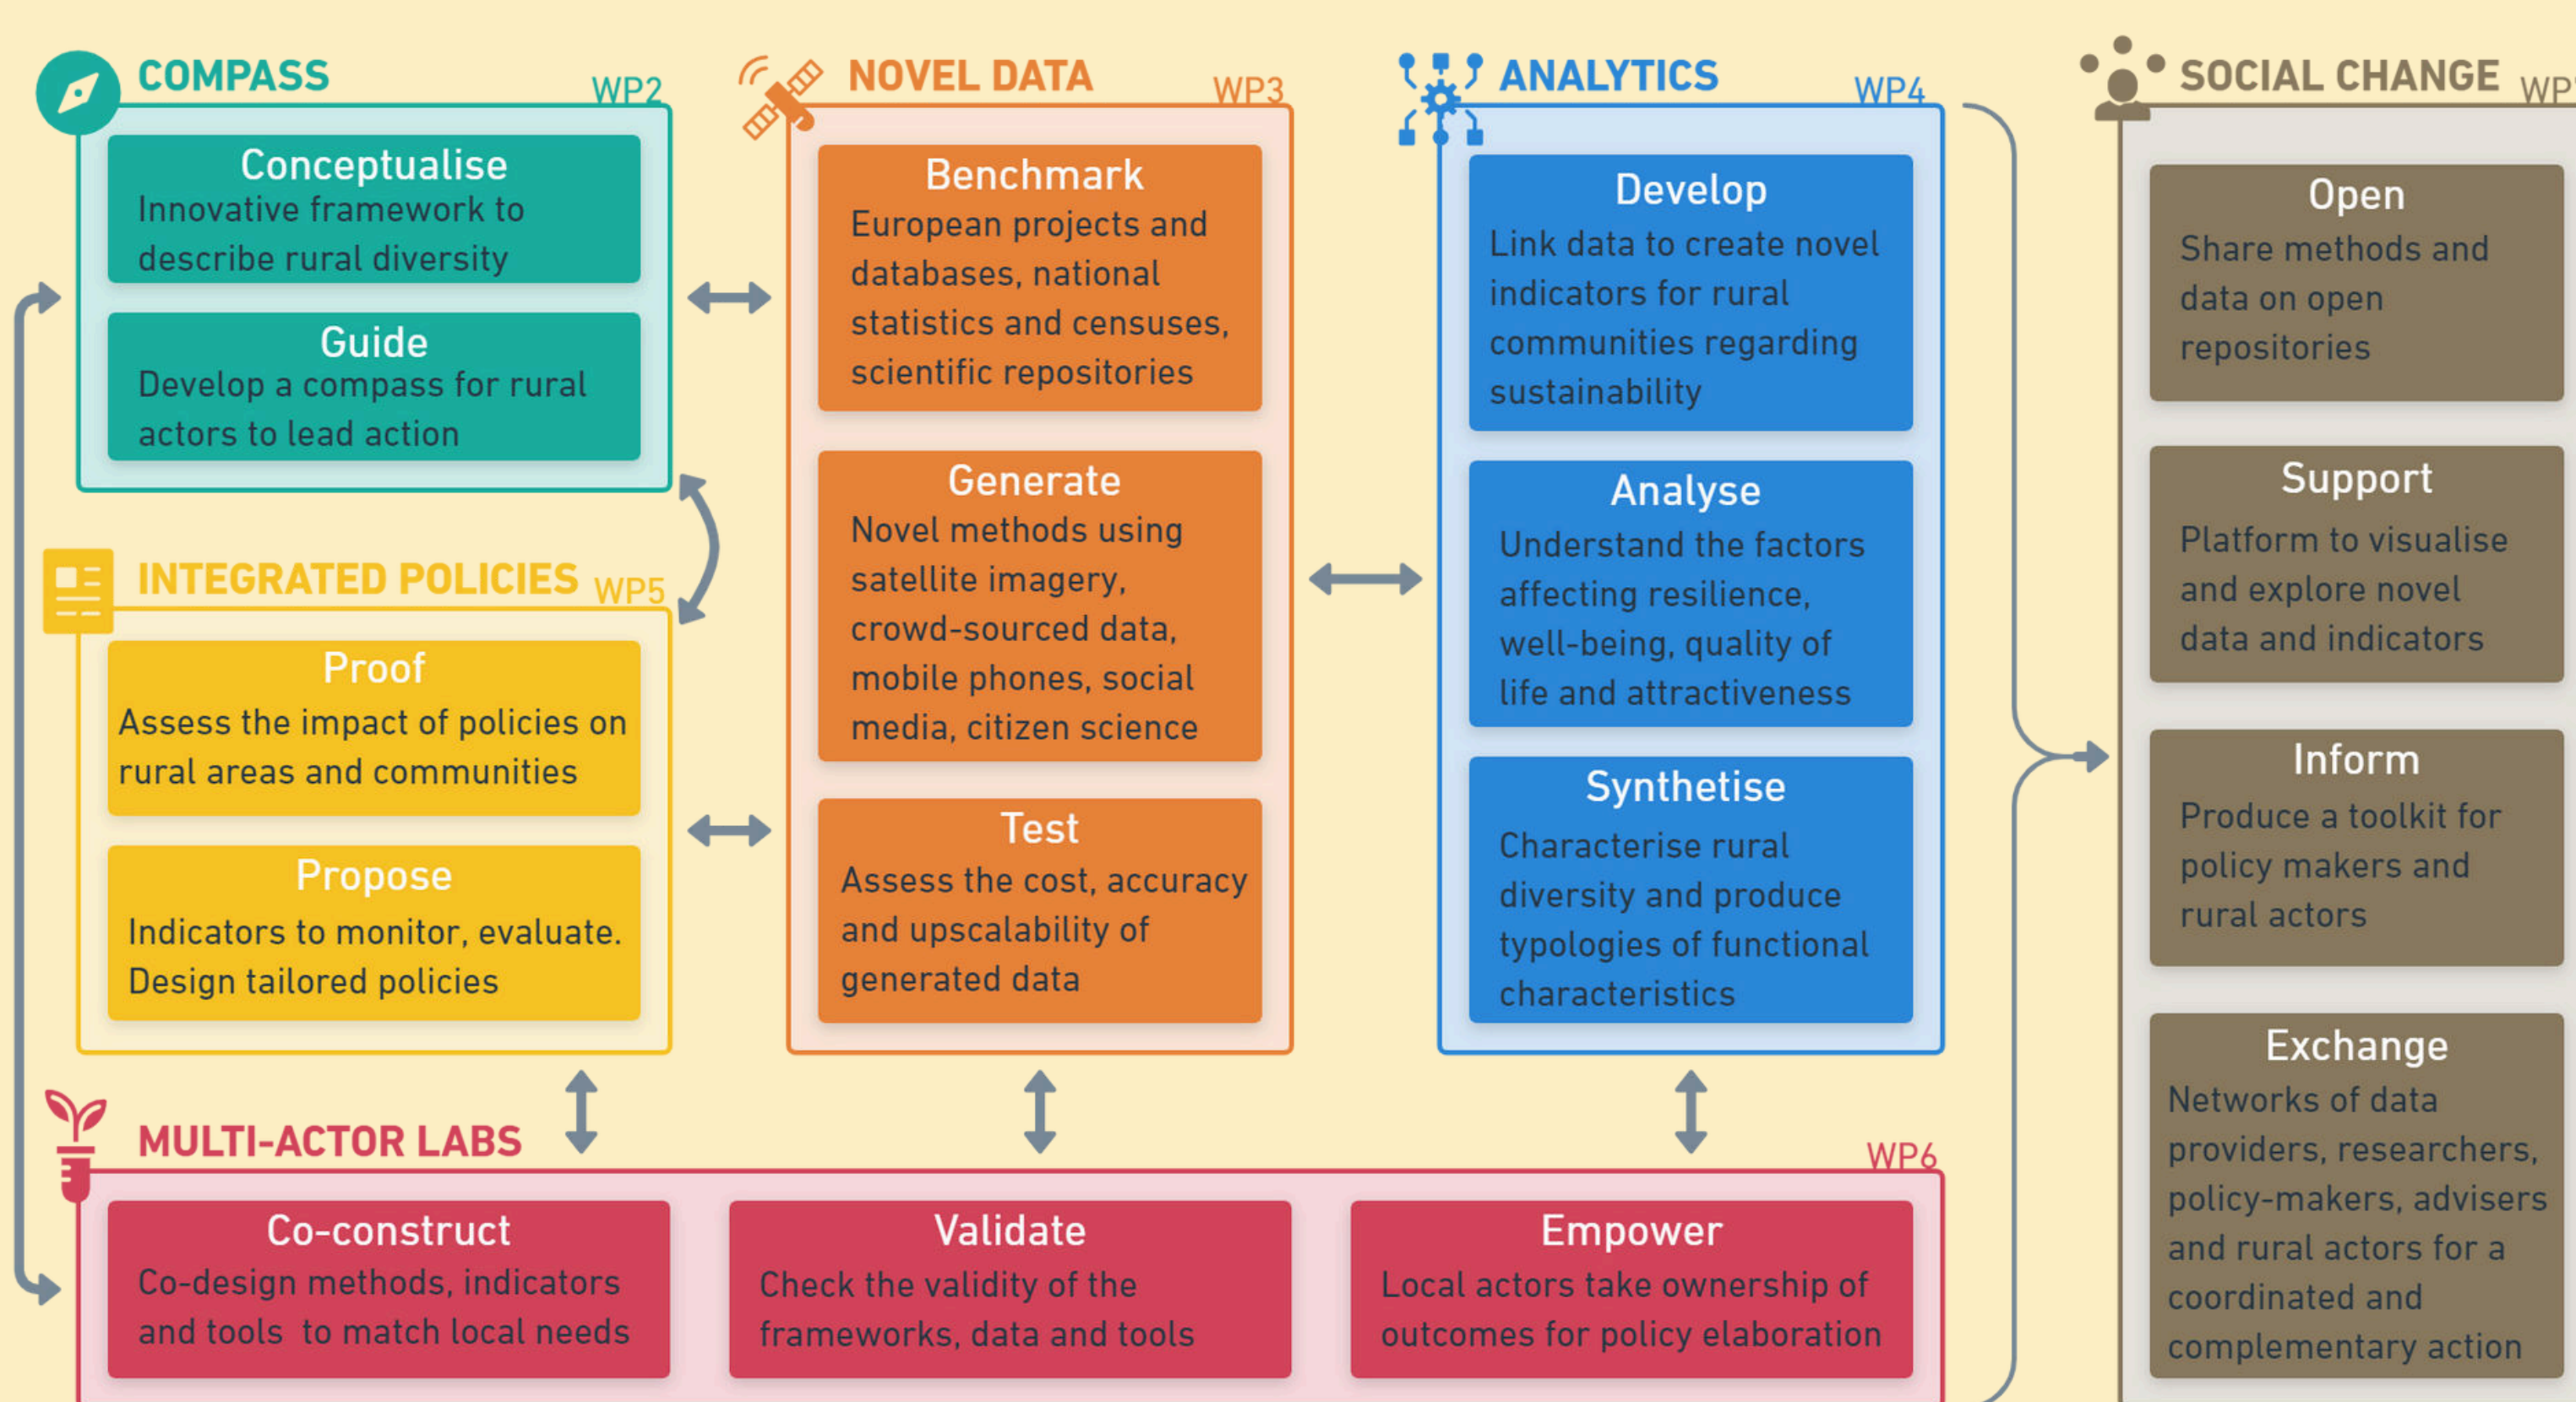 COMPASS
WP2
Conceptualise
Innovative framework to
describe rural diversity
Guide
Develop a compass for rural
actors to lead action
INTEGRATED POLICIES
WP5
Proof
Assess the impact of policies on
rural areas and communities
Propose
Indicators to monitor, evaluate.
Design tailored policies
NOVEL DATA
WP3
Benchmark
European projects and
databases, national
statistics and censuses,
scientific repositories
Generate
Novel methods using
satellite imagery,
crowd-sourced data,
mobile phones, social
media, citizen science
Test
Assess the cost, accuracy
and upscalability of
generated data
ANALYTICS
WP4
Develop
Link data to create novel
indicators for rural
communities regarding
sustainability
Analyse
Understand the factors
affecting resilience,
well-being, quality of
life and attractiveness
Synthetise
Characterise rural
diversity and produce
typologies of functional
characteristics
MULTI-ACTOR LABS
WP6
Co-construct
Co-design methods, indicators
and tools to match local needs
Validate
Check the validity of the
frameworks, data and tools
Empower
Local actors take ownership of
outcomes for policy elaboration
SOCIAL CHANGE
WP
Open
Share methods and
data on open
repositories
Support
Platform to visualise
and explore novel
data and indicators
Inform
Produce a toolkit for
policy makers and
rural actors
Exchange
Networks of data
providers, researchers,
policy-makers, advisers
and rural actors for a
coordinated and
complementary action